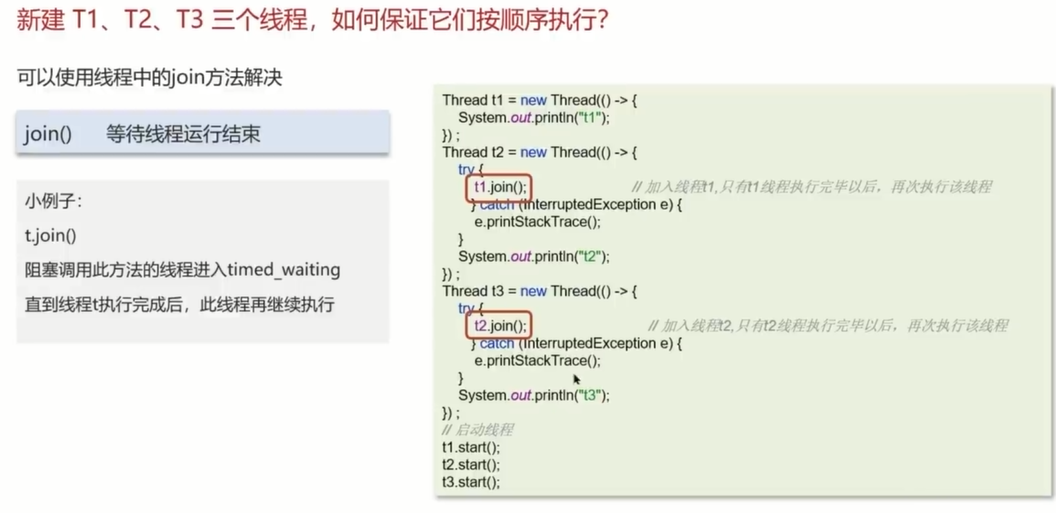 新建 T1、T2、T3 三个线程，如何保证它们按顺序执行？
可以使用线程中的join方法解决
join() 等待线程运行结束
小例子：
t.join()
阻塞调用此方法的线程进入timed_waiting
直到线程t执行完成后，此线程再继续执行
Thread t1 = new Thread(() -> {
System.out.println("t1");
}) ;
Thread t2 = new Thread(() -> {
try {
t1.join(); // 加入线程t1,只有t1线程执行完毕以后，再次执行该线程
} catch (InterruptedException e) {
e.printStackTrace();
}
System.out.println("t2");
}) ;
Thread t3 = new Thread(() -> {
try {
t2.join(); // 加入线程t2,只有t2线程执行完毕以后，再次执行该线程
} catch (InterruptedException e) {
e.printStackTrace();
}
System.out.println("t3");
}) ;
// 启动线程
t1.start();
t2.start();
t3.start();